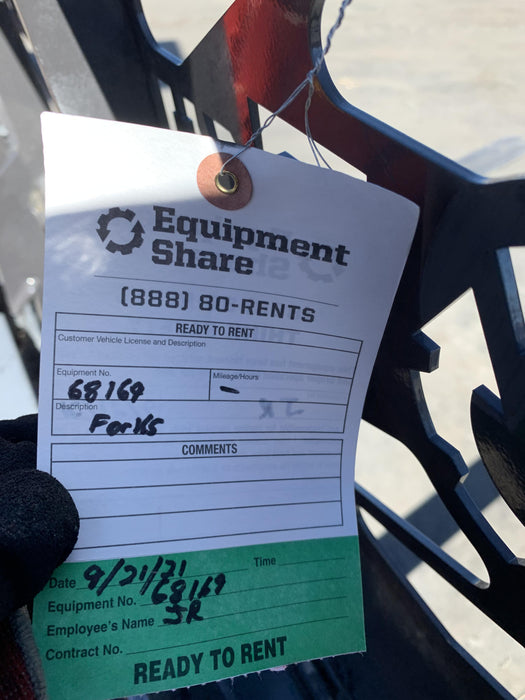 Equipment
Share
(888) 80-RENTS
READY TO RENT
Customer Vehicle License and Description
Equipment No. Mileage/Hours
68169 -
Description
Forks
COMMENTS
Date 9/21/21 Time
Equipment No. 68169
Employee's Name JR
Contract No.
READY TO RENT